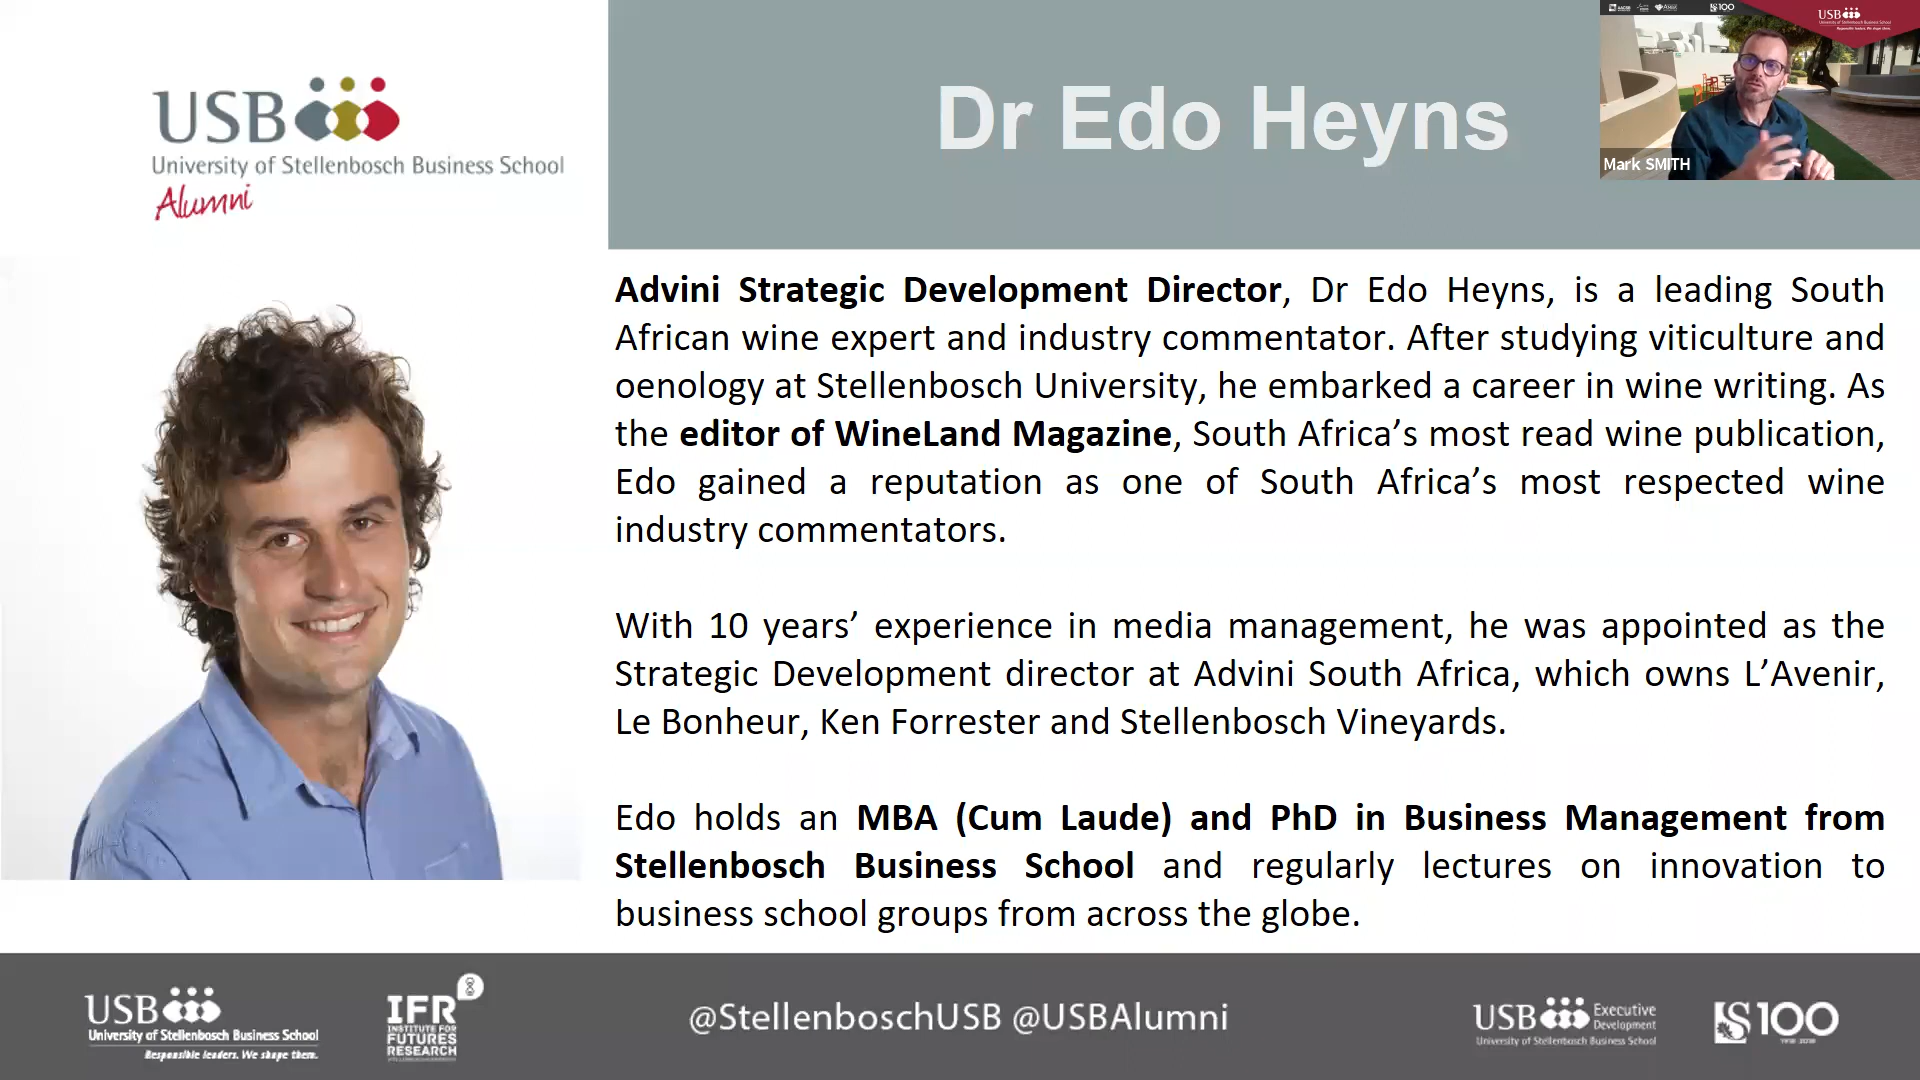 USB
University of Stellenbosch Business School
Alumni
Dr Edo Heyns
S100
USB
University of Stellenbosch Business School
Mark SMITH
Advini Strategic Development Director, Dr Edo Heyns, is a leading South
African wine expert and industry commentator. After studying viticulture and
oenology at Stellenbosch University, he embarked a career in wine writing. As
the editor of WineLand Magazine, South Africa’s most read wine publication,
Edo gained a reputation as one of South Africa’s most respected wine
industry commentators.
With 10 years’ experience in media management, he was appointed as the
Strategic Development director at Advini South Africa, which owns L’Avenir,
Le Bonheur, Ken Forrester and Stellenbosch Vineyards.
Edo holds an MBA (Cum Laude) and PhD in Business Management from
Stellenbosch Business School and regularly lectures on innovation to
business school groups from across the globe.
USB
University of Stellenbosch Business School
Responsible leaders. We shape them.
IFR
INSTITUTE FOR
FUTURES
RESEARCH
@StellenboschUSB @USBAlumni
USB Executive
Development
University of Stellenbosch Business School
S100